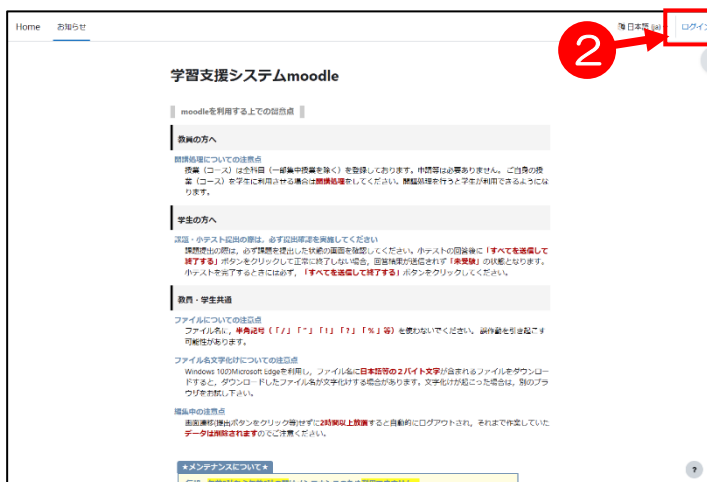 Home お知らせ 日本語 (ja) ログイン
2
学習支援システムmoodle
moodleを利用する上での留意点
教員の方へ
開講処理についての注意点
授業（コース）は全科目（一部集中授業を除く）を登録しております。申請等は必要ありません。ご自身の授
業（コース）を学生に利用させる場合は開講処理をしてください。開講処理を行うと学生が利用できるようにな
ります。
学生の方へ
課題・小テスト提出の際は、必ず提出確認を実施してください
課題提出の際は、必ず課題を提出した状態の画面を確認してください。小テストの回答後に「すべてを送信して
終了する」ボタンをクリックして正常に終了しない場合、回答結果が送信されず「未受験」の状態となります。
小テストを完了するときには必ず、「すべてを送信して終了する」ボタンをクリックしてください。
教員・学生共通
ファイルについての注意点
ファイル名に、半角記号（「/」「"」「!」「?」「%」等）を使わないでください。誤作動を引き起こす
可能性があります。
ファイル名文字化けについての注意点
Windows 10のMicrosoft Edgeを利用し、ファイル名に日本語等の２バイト文字が含まれるファイルをダウンロー
ドすると、ダウンロードしたファイル名が文字化けする場合があります。文字化けが起こった場合は、別のブラ
ウザをお試し下さい。
編集中の注意点
画面遷移(提出ボタンをクリック等)せずに2時間以上放置すると自動的にログアウトされ、それまで作業していた
データは削除されますのでご注意ください。
★メンテナンスについて★
?